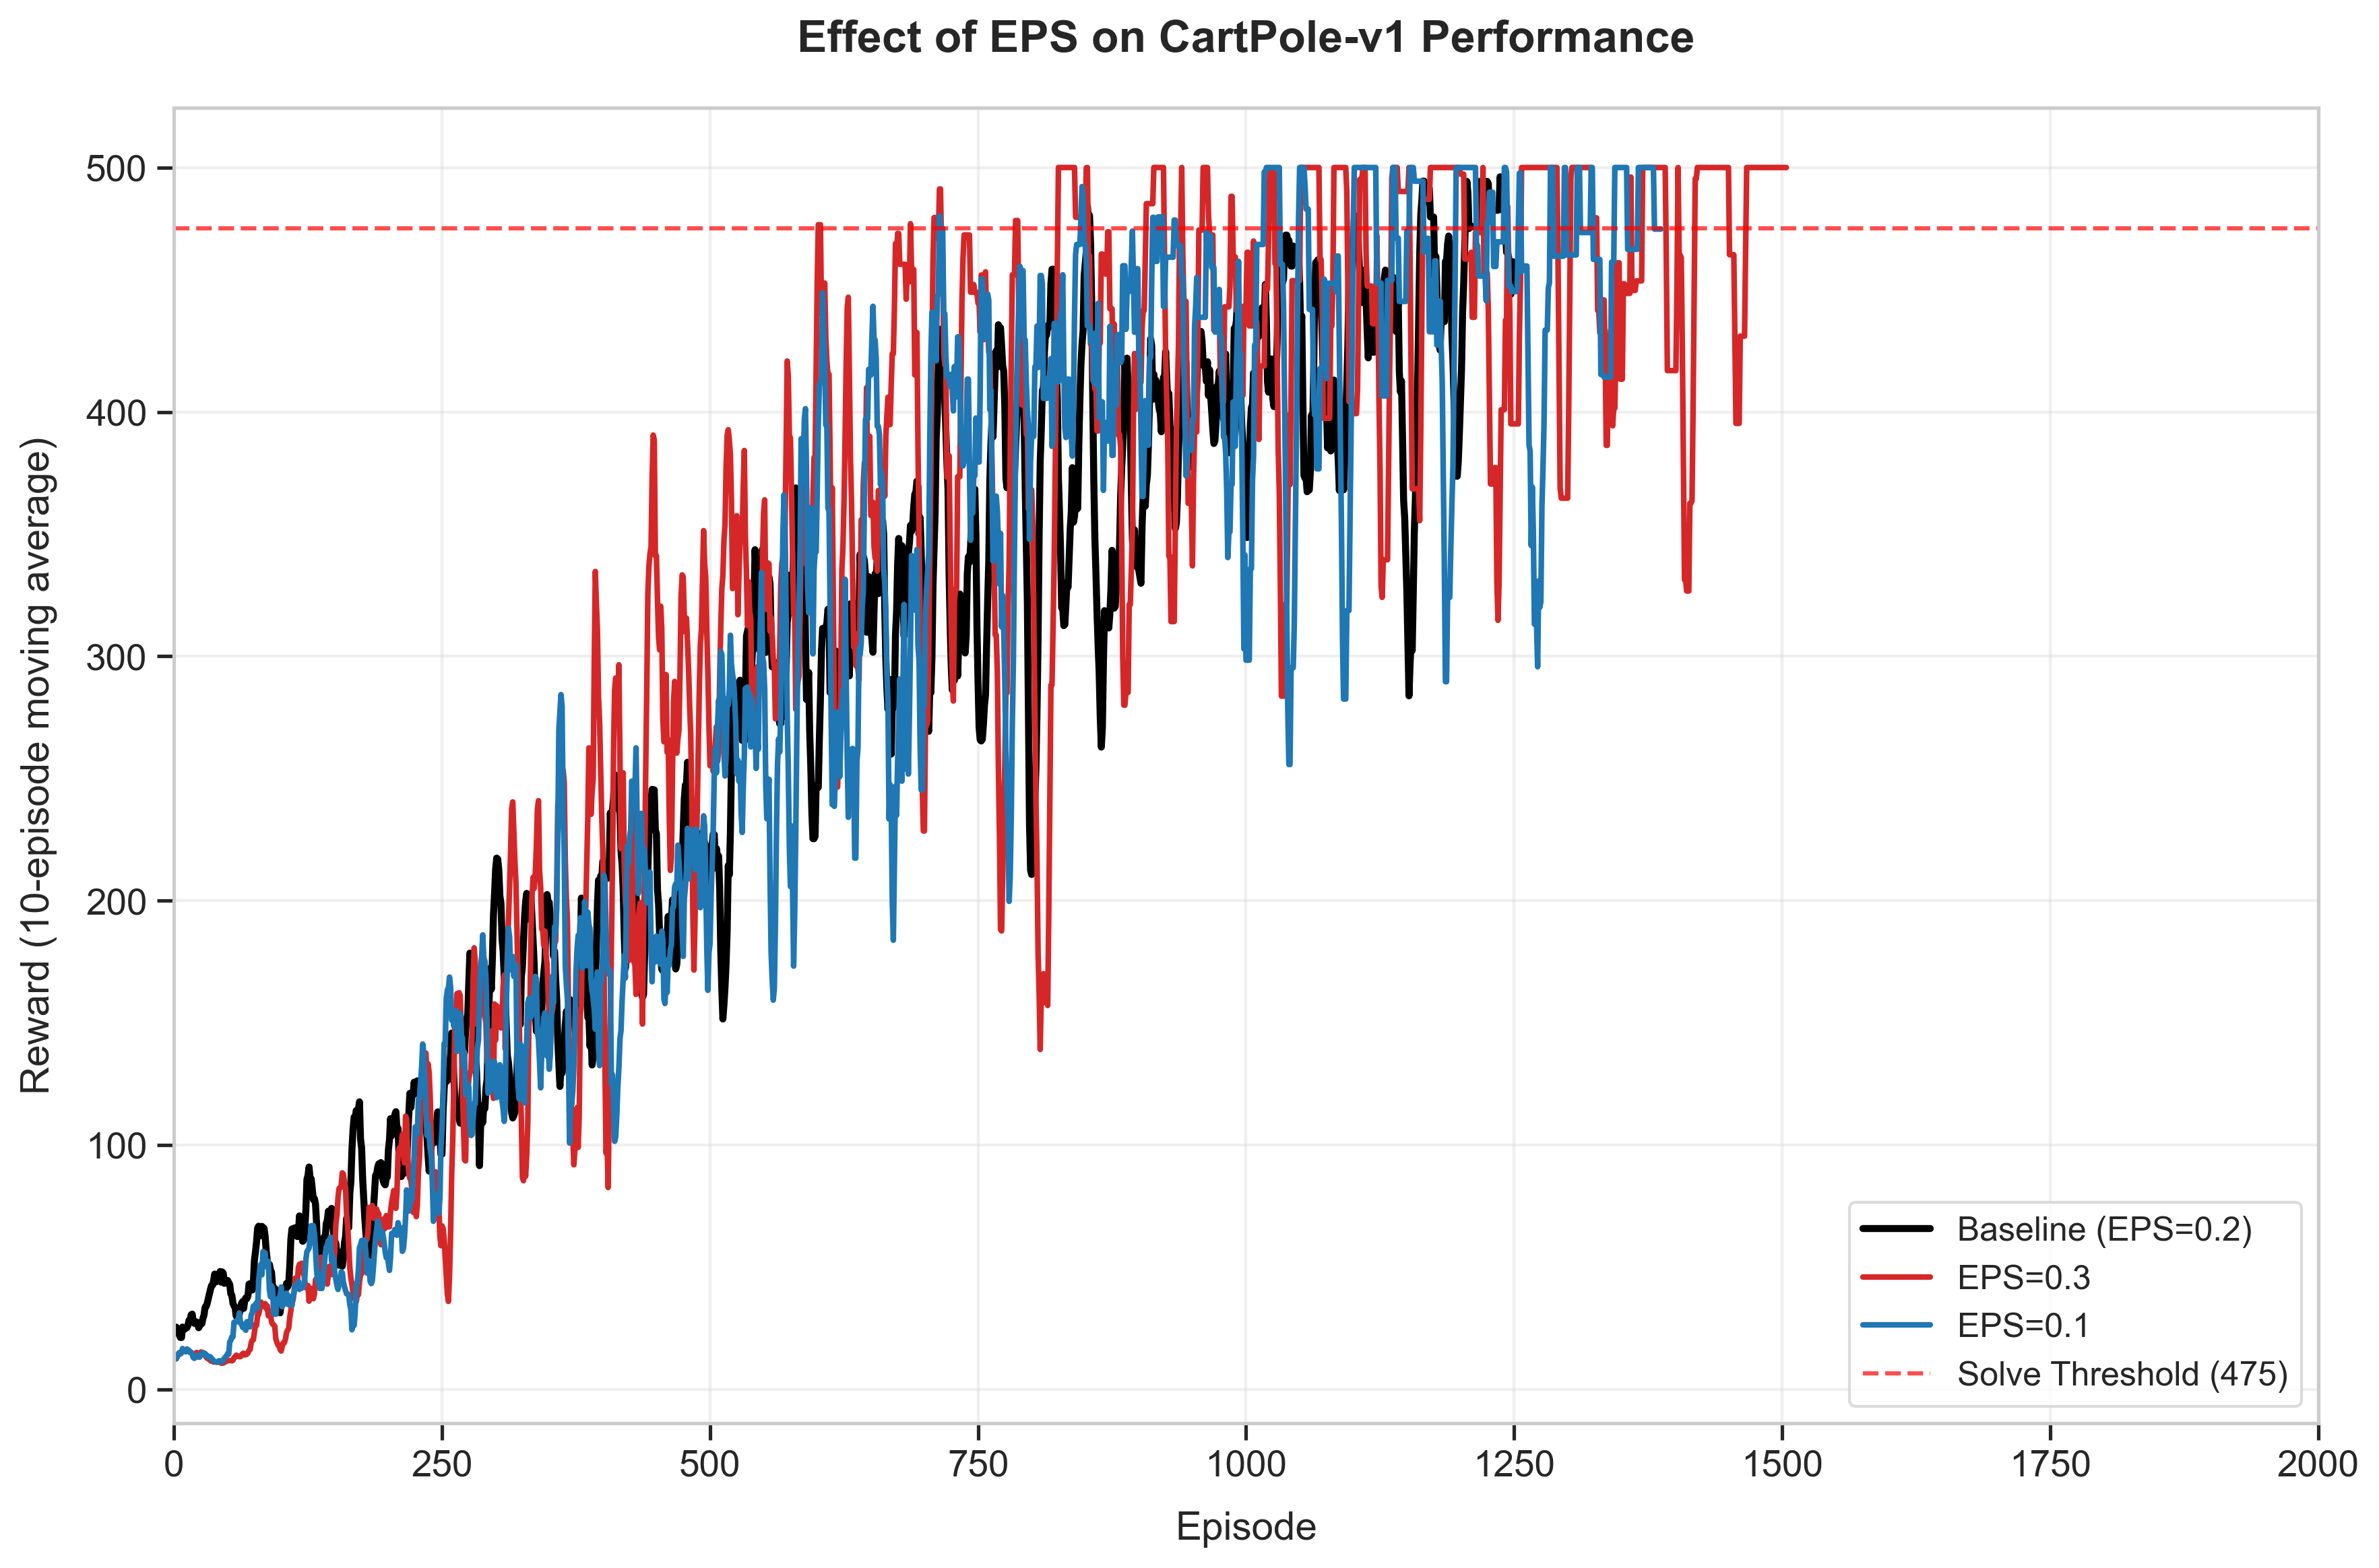 Effect of EPS on CartPole-v1 Performance
500
400
300
200
100
0
Reward (10-episode moving average)
0 250 500 750 1000 1250 1500 1750 2000
Episode
Baseline (EPS=0.2)
EPS=0.3
EPS=0.1
Solve Threshold (475)